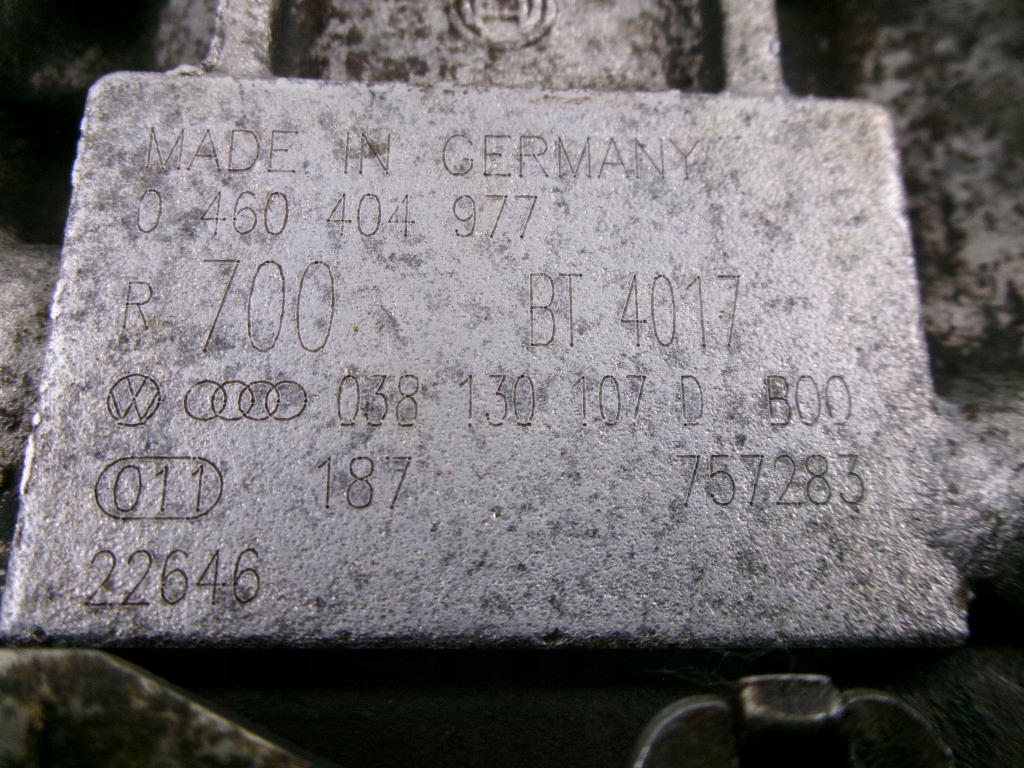 MADE IN GERMANY
0 460 404 977
R 700 BT 4017
038 130 107 D B00
011 187 757283
22646